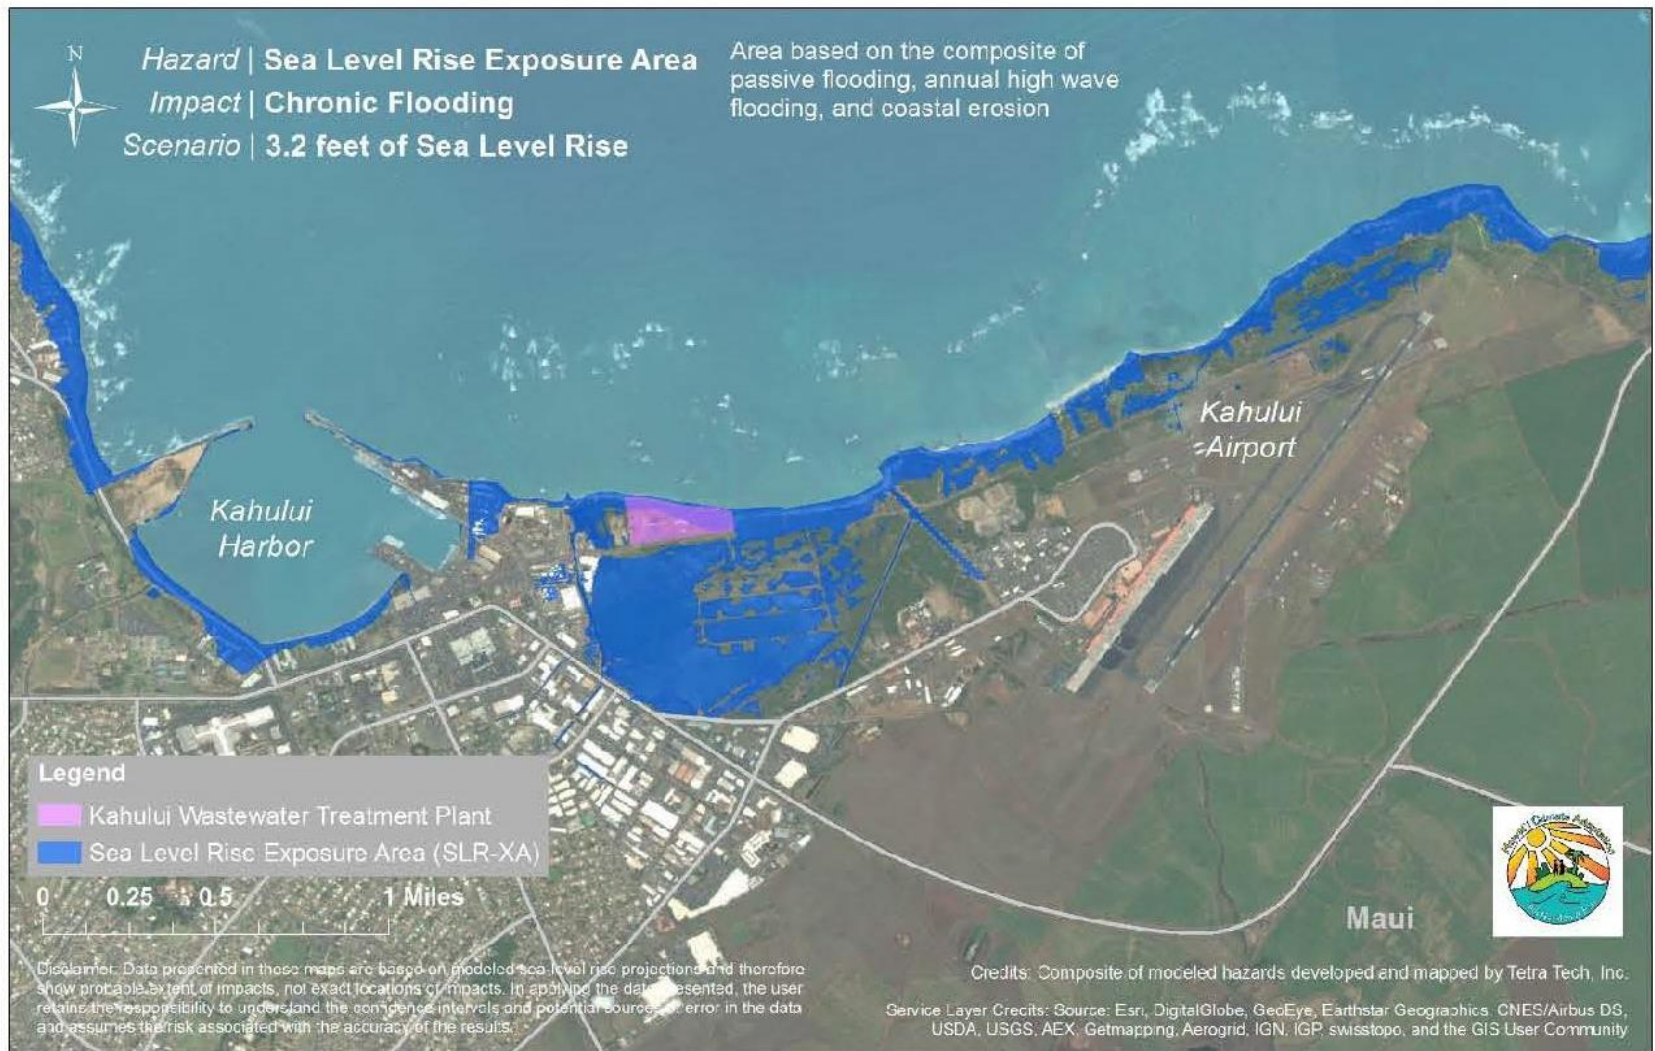 N
Hazard | Sea Level Rise Exposure Area
Impact | Chronic Flooding
Scenario | 3.2 feet of Sea Level Rise
Area based on the composite of
passive flooding, annual high wave
flooding, and coastal erosion
Kahului
Airport
Kahului
Harbor
Legend
Kahului Wastewater Treatment Plant
Sea Level Rise Exposure Area (SLR-XA)
0 0.25 0.5 1 Miles
Maui
Disclaimer: Data presented in these maps are based on modeled sea level rise projections and therefore
show probable extent of impacts, not exact locations of impacts. In applying the data presented, the user
retains the responsibility to understand the confidence intervals and potential sources of error in the data
and assumes the risk associated with the accuracy of the results.
Credits: Composite of modeled hazards developed and mapped by Tetra Tech, Inc.
Service Layer Credits: Source: Esri, DigitalGlobe, GeoEye, Earthstar Geographics, CNES/Airbus DS,
USDA, USGS, AEX, Getmapping, Aerogrid, IGN, IGP, swisstopo, and the GIS User Community